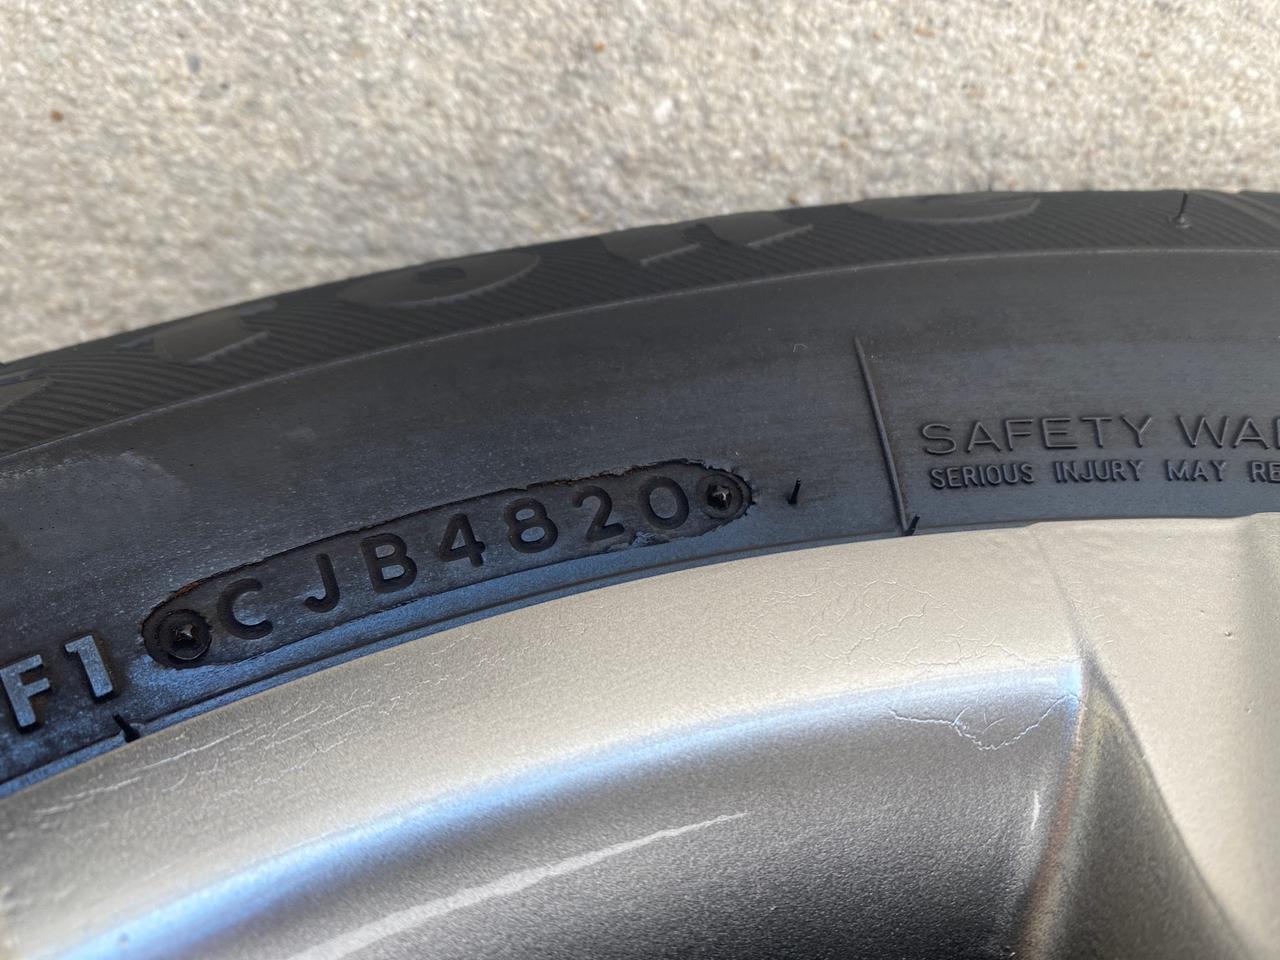 SAFETY WA
SERIOUS INJURY MAY RE
F1 CJB4820